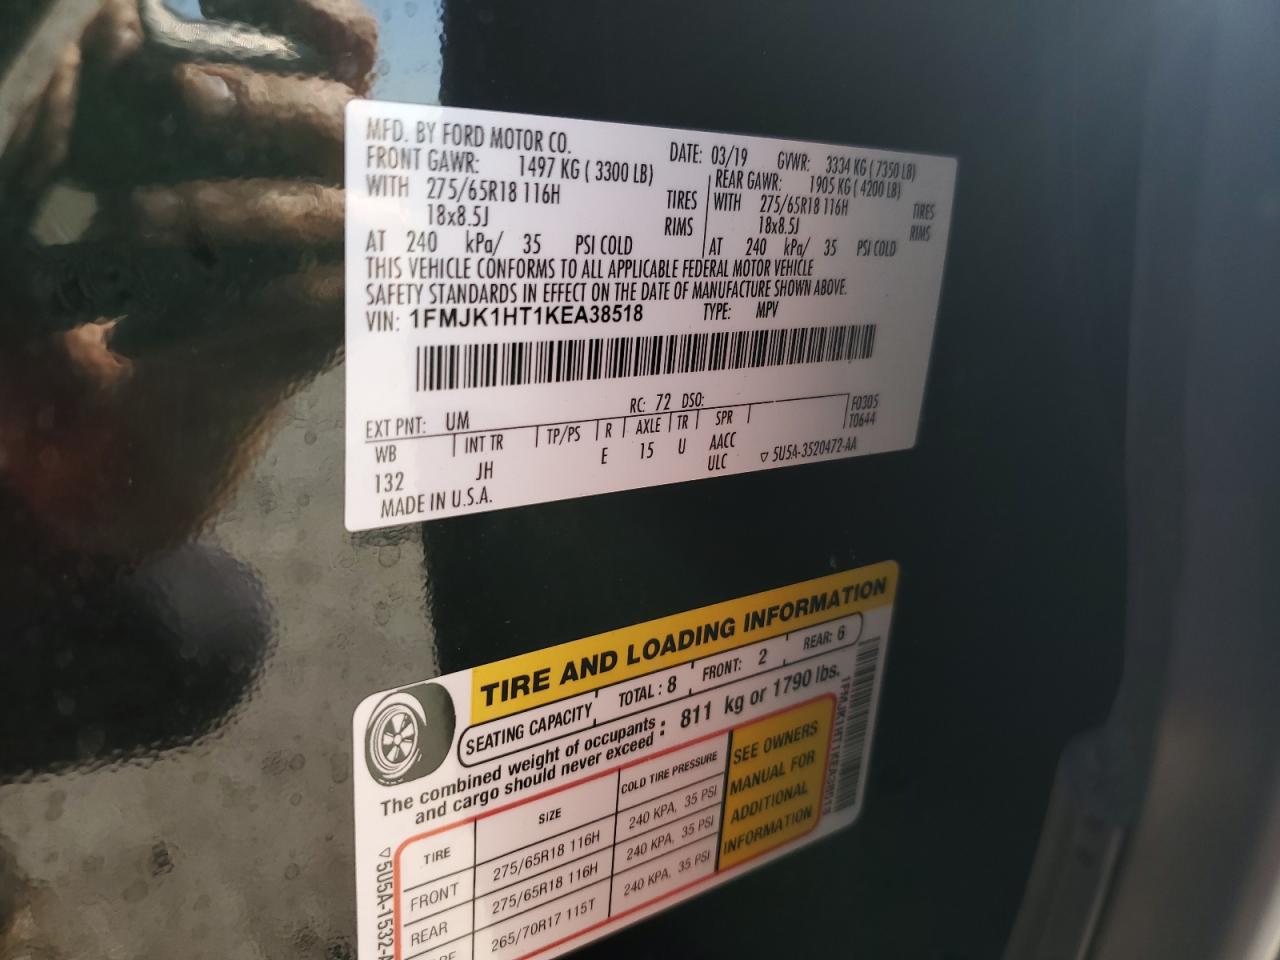 MFD. BY FORD MOTOR CO.
DATE: 03/19 GVWR: 3334 KG ( 7350 LB)
FRONT GAWR: 1497 KG ( 3300 LB) REAR GAWR: 1905 KG ( 4200 LB)
WITH 275/65R18 116H TIRES WITH 275/65R18 116H TIRES
18x8.5J RIMS 18x8.5J RIMS
AT 240 kPa/ 35 PSI COLD AT 240 kPa/ 35 PSI COLD
THIS VEHICLE CONFORMS TO ALL APPLICABLE FEDERAL MOTOR VEHICLE
SAFETY STANDARDS IN EFFECT ON THE DATE OF MANUFACTURE SHOWN ABOVE.
VIN: 1FMJK1HT1KEA38518 TYPE: MPV
EXT PNT: UM RC: 72 DSO: F0305
WB INT TR TP/PS R AXLE TR SPR T0644
132 JH E 15 U AACC
ULC ▽ 5U5A-3520472-AA
MADE IN U.S.A.
TIRE AND LOADING INFORMATION
SEATING CAPACITY TOTAL : 8 FRONT: 2 REAR: 6
The combined weight of occupants
and cargo should never exceed : 811 kg or 1790 lbs.
TIRE SIZE COLD TIRE PRESSURE
FRONT 275/65R18 116H 240 KPA, 35 PSI
REAR 275/65R18 116H 240 KPA, 35 PSI
265/70R17 115T 240 KPA, 35 PSI
SEE OWNERS
MANUAL FOR
ADDITIONAL
INFORMATION
▽5U5A-1532-